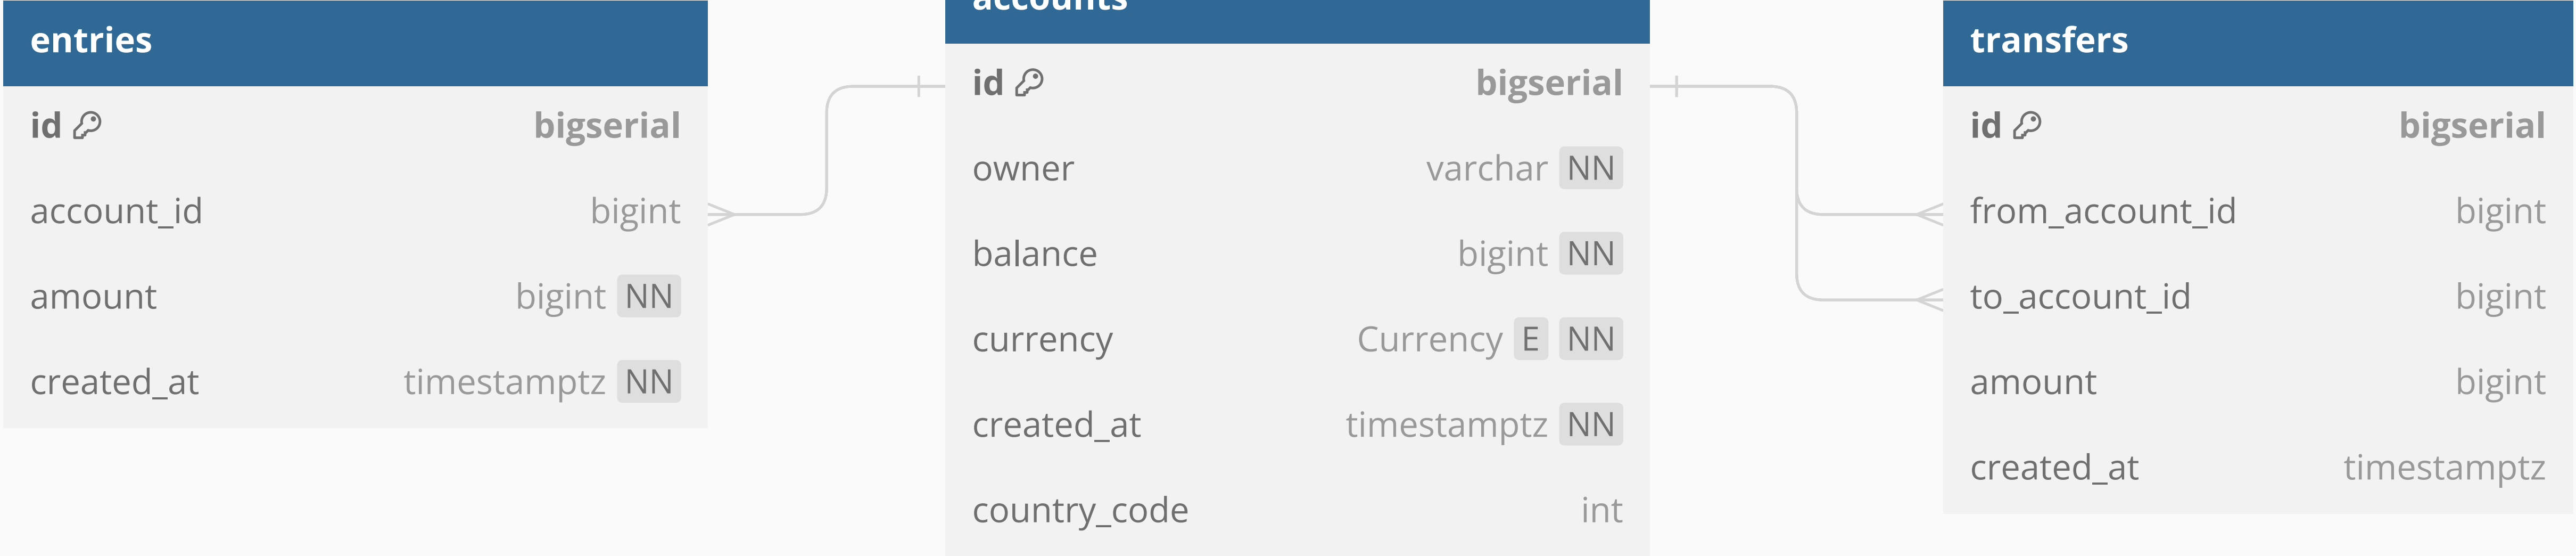 entries
id bigserial
account_id bigint
amount bigint NN
created_at timestamptz NN
accounts
id bigserial
owner varchar NN
balance bigint NN
currency Currency E NN
created_at timestamptz NN
country_code int
transfers
id bigserial
from_account_id bigint
to_account_id bigint
amount bigint
created_at timestamptz